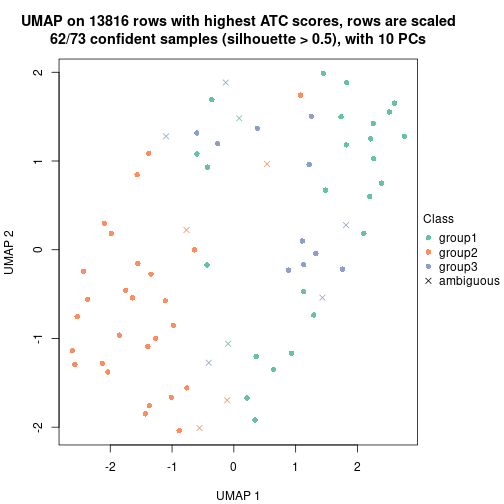 UMAP on 13816 rows with highest ATC scores, rows are scaled
62/73 confident samples (silhouette > 0.5), with 10 PCs
2
1
0
-1
-2
UMAP 2
-2
-1
0
1
2
UMAP 1
Class
group1
group2
group3
ambiguous